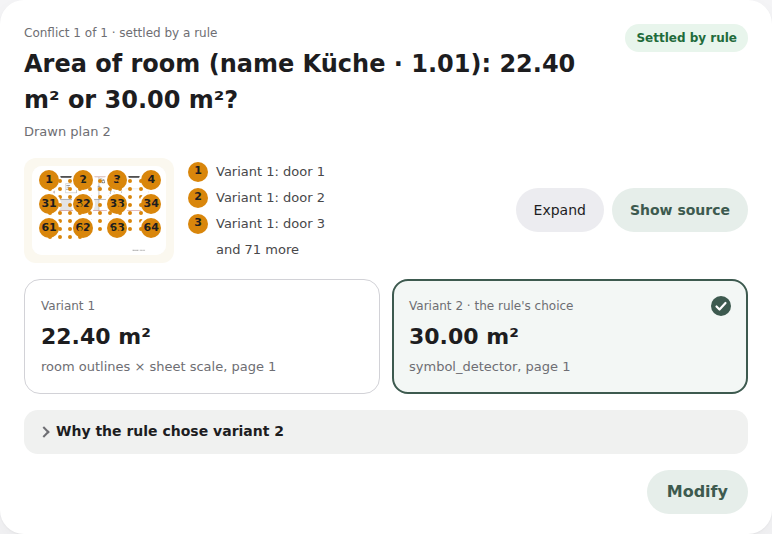 Conflict 1 of 1 · settled by a rule
Settled by rule
Area of room (name Küche · 1.01): 22.40
m² or 30.00 m²?
Drawn plan 2
1 2 3 4
31 32 33 34
61 62 63 64
1 Variant 1: door 1
2 Variant 1: door 2
3 Variant 1: door 3
and 71 more
Expand
Show source
Variant 1
22.40 m²
room outlines × sheet scale, page 1
Variant 2 · the rule's choice
30.00 m²
symbol_detector, page 1
Why the rule chose variant 2
Modify